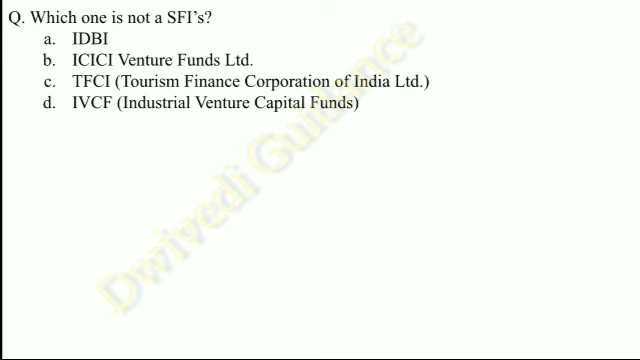 Q. Which one is not a SFI’s?
a. IDBI
b. ICICI Venture Funds Ltd.
c. TFCI (Tourism Finance Corporation of India Ltd.)
d. IVCF (Industrial Venture Capital Funds)
Dwivedi Guidance